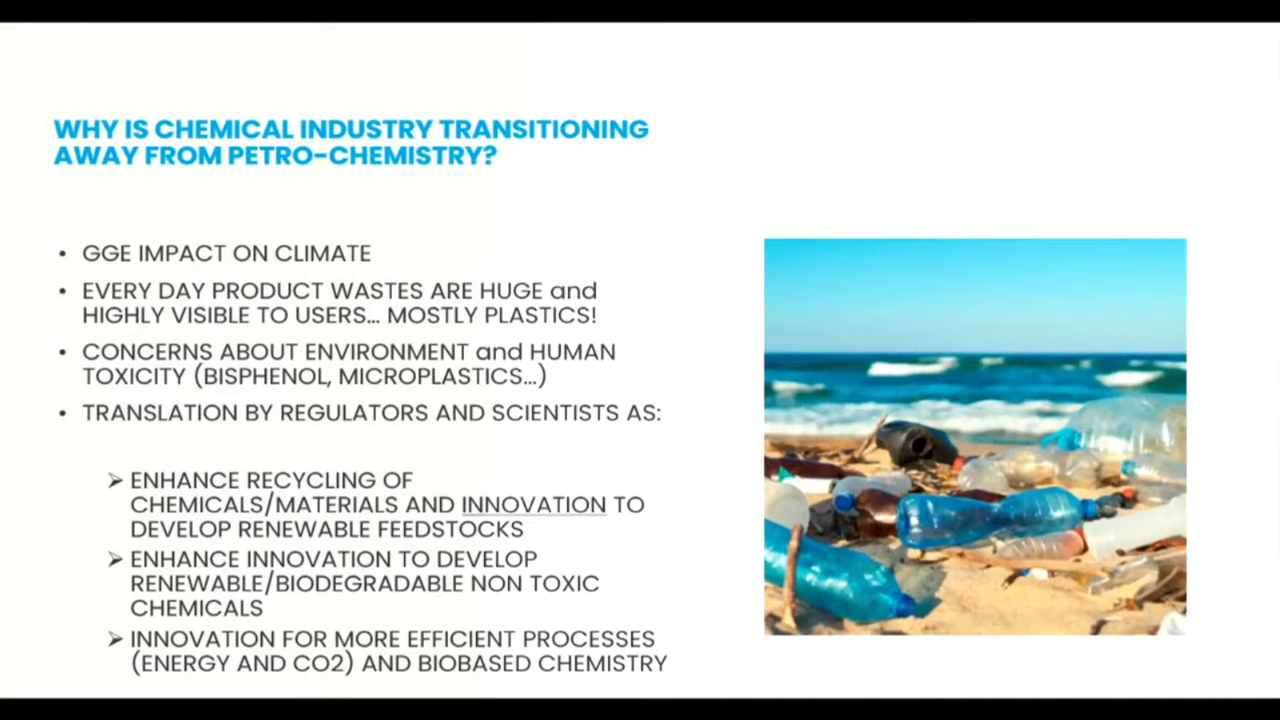 WHY IS CHEMICAL INDUSTRY TRANSITIONING
AWAY FROM PETRO-CHEMISTRY?
• GGE IMPACT ON CLIMATE
• EVERY DAY PRODUCT WASTES ARE HUGE and
HIGHLY VISIBLE TO USERS... MOSTLY PLASTICS!
• CONCERNS ABOUT ENVIRONMENT and HUMAN
TOXICITY (BISPHENOL, MICROPLASTICS...)
• TRANSLATION BY REGULATORS AND SCIENTISTS AS:
➢ ENHANCE RECYCLING OF
CHEMICALS/MATERIALS AND INNOVATION TO
DEVELOP RENEWABLE FEEDSTOCKS
➢ ENHANCE INNOVATION TO DEVELOP
RENEWABLE/BIODEGRADABLE NON TOXIC
CHEMICALS
➢ INNOVATION FOR MORE EFFICIENT PROCESSES
(ENERGY AND CO2) AND BIOBASED CHEMISTRY